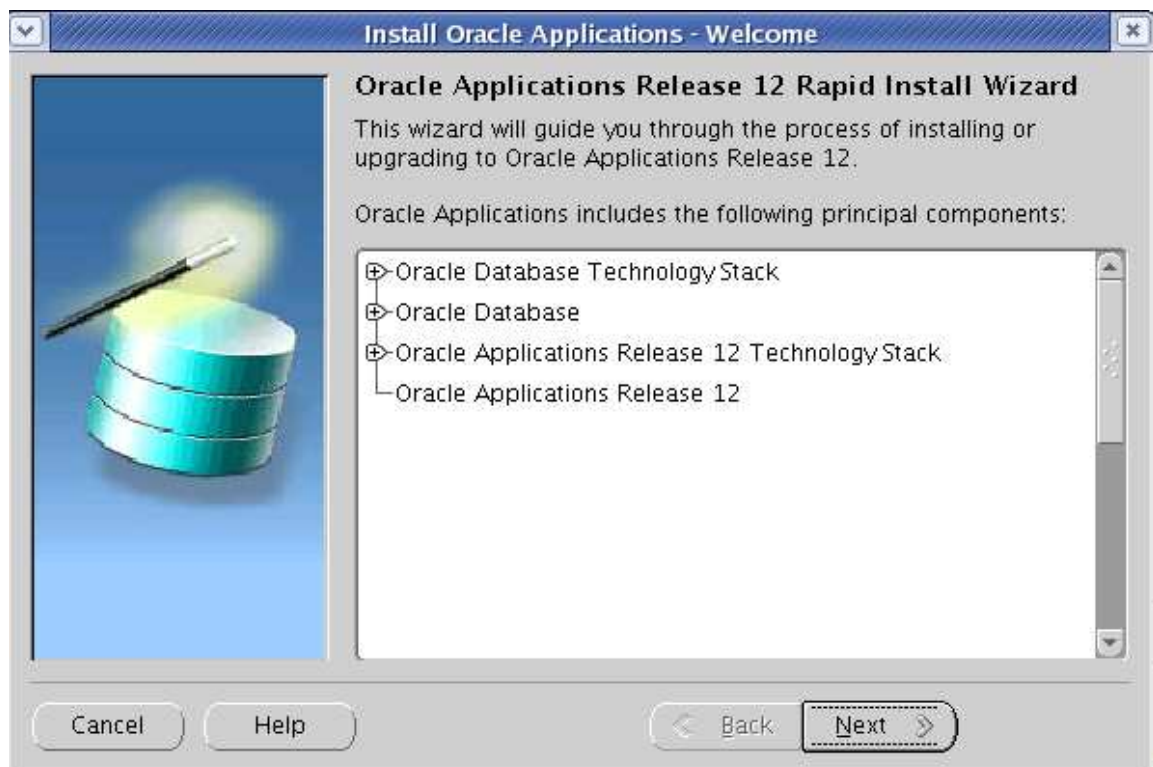 Install Oracle Applications - Welcome
Oracle Applications Release 12 Rapid Install Wizard
This wizard will guide you through the process of installing or
upgrading to Oracle Applications Release 12.
Oracle Applications includes the following principal components:
Oracle Database Technology Stack
Oracle Database
Oracle Applications Release 12 Technology Stack
Oracle Applications Release 12
Cancel Help Back Next